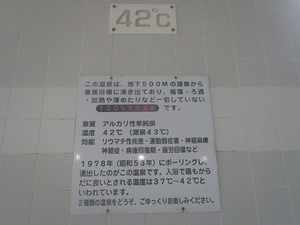 42℃
この温泉は、地下500Mの源泉から
直接浴槽に湧き出ており、循環・ろ過
・加熱や薄めたりなど一切していない
100%天然温泉です。
泉質 アルカリ性単純泉
温度 42℃(源泉43℃)
効能 リウマチ性疾患・運動器症害・神経麻痺
神経症・病後回復期・疲労回復など
1978年(昭和53年)にボーリングし、
湧出したのがこの温泉です。入浴で最もから
だに良いとされる温度は37℃~42℃と
いわれています。
2種類の温泉をどうぞ、ごゆっくりお楽しみください。